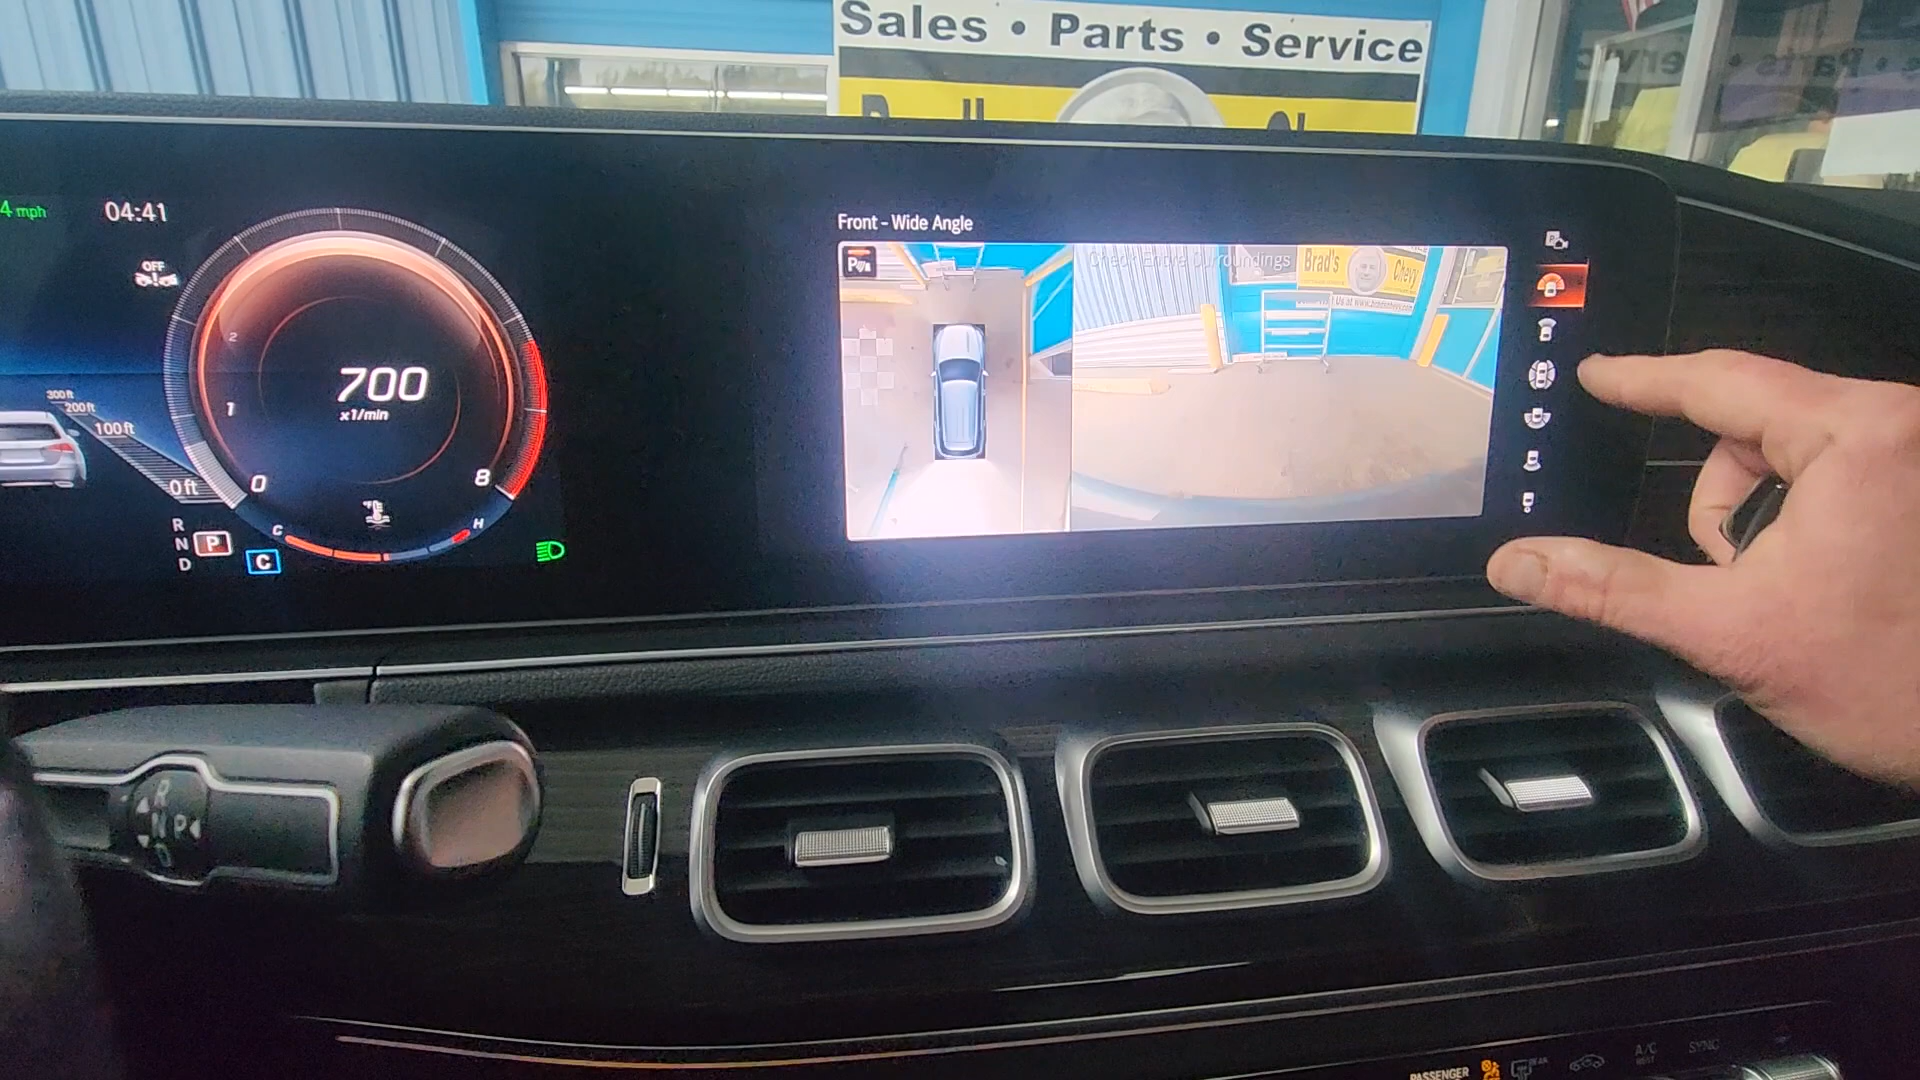 Sales • Parts • Service
4 mph
04:41
OFF
Front - Wide Angle
Check Entire Surroundings
Brad's
Chevy
2
1
0
8
700
x1/min
300 ft
200 ft
100 ft
0 ft
R
N
D
P
C
C
H
R
N
D
P
PASSENGER
REAR
A/C
SYNC